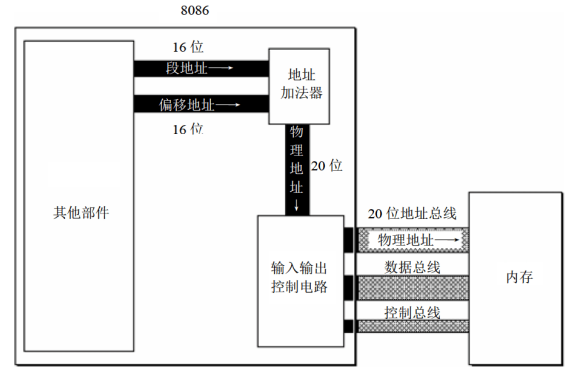 8086
16 位
段地址
偏移地址
16 位
地址
加法器
物
理
地
址
20 位
其他部件
输入输出
控制电路
20 位地址总线
物理地址
数据总线
控制总线
内存